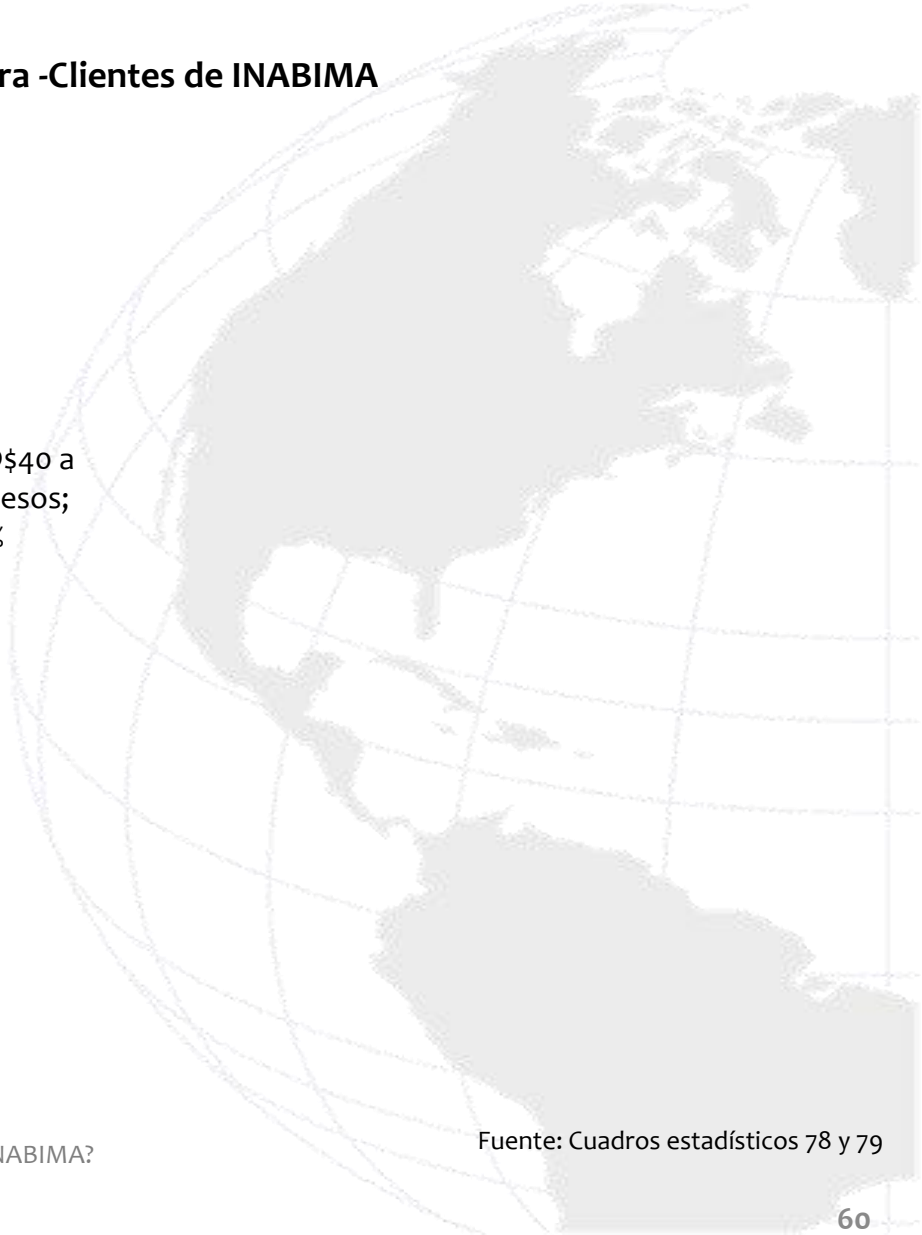 ra -Clientes de INABIMA
$40 a
esos;
%
NABIMA?
Fuente: Cuadros estadísticos 78 y 79
60